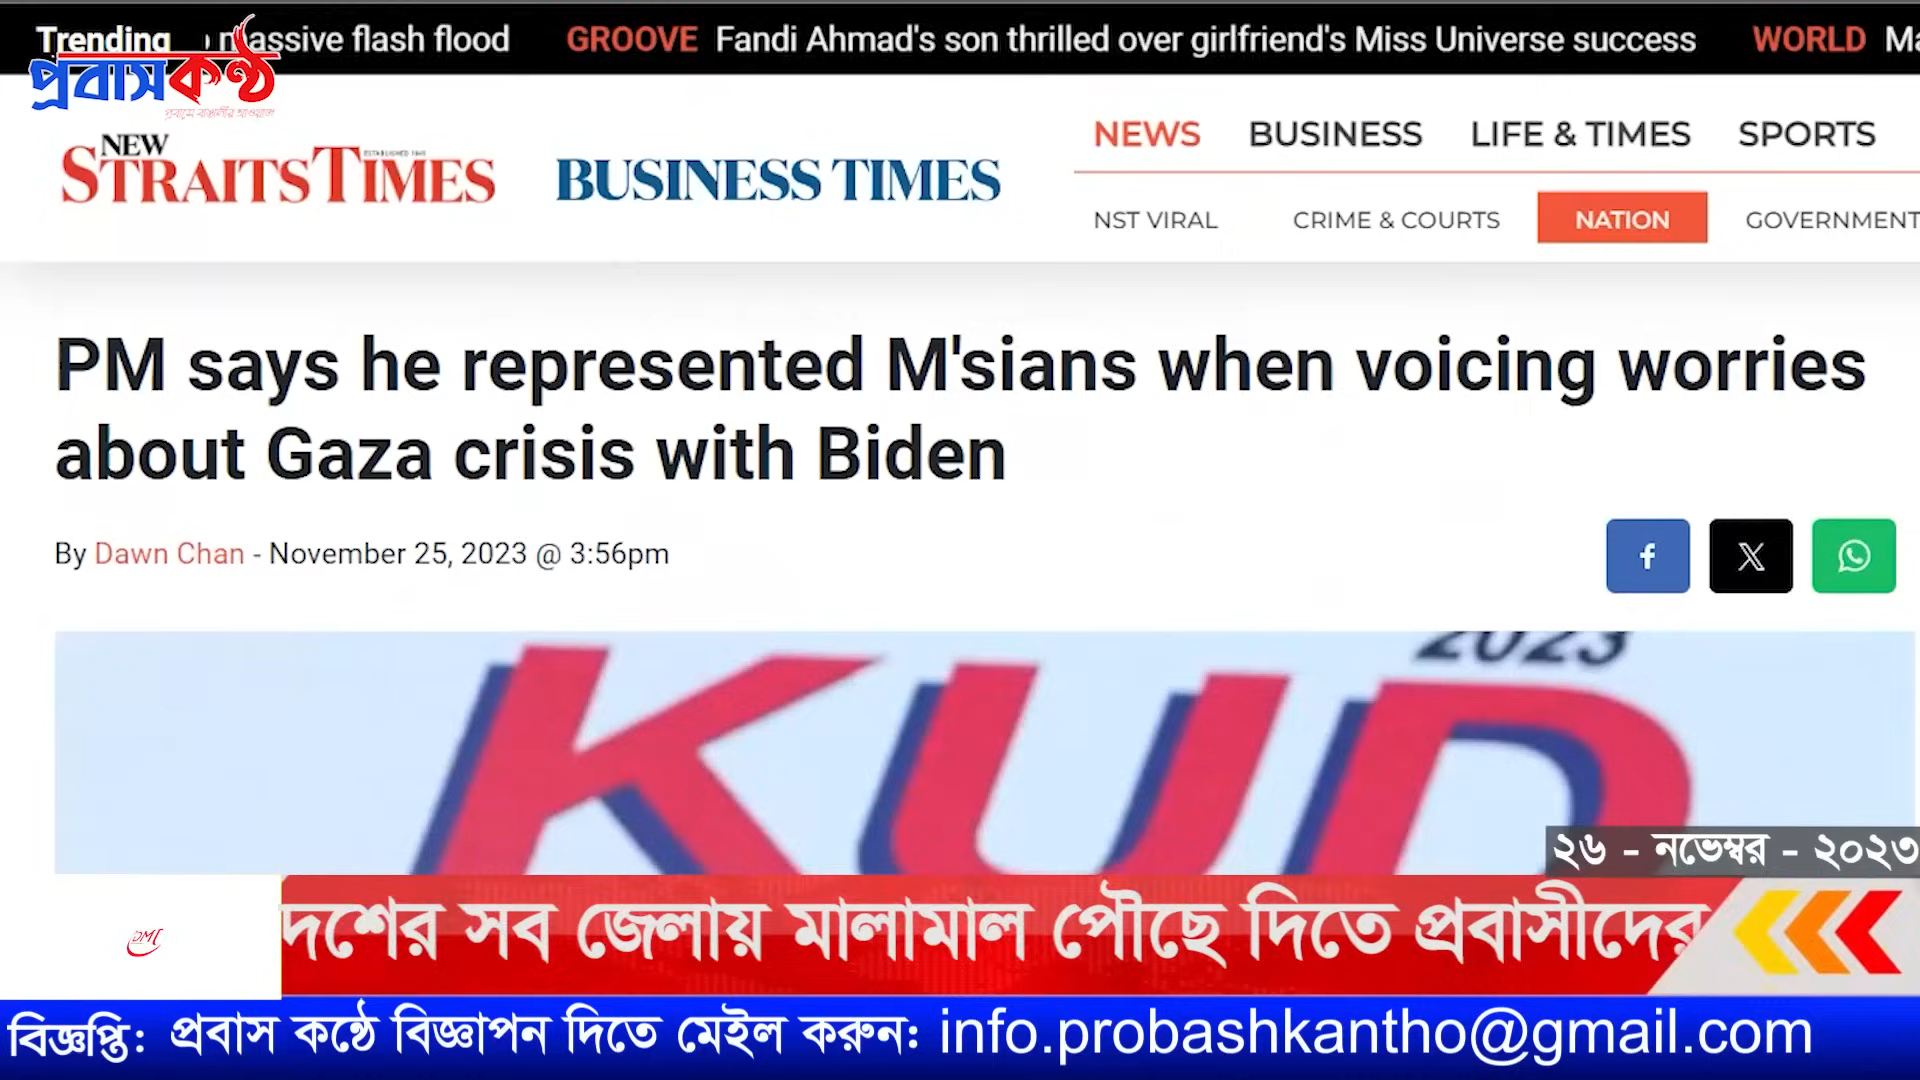 Trending massive flash flood GROOVE Fandi Ahmad's son thrilled over girlfriend's Miss Universe success WORLD
প্রবাস কণ্ঠ
NEW STRAITS TIMES
BUSINESS TIMES
NEWS BUSINESS LIFE & TIMES SPORTS
NST VIRAL CRIME & COURTS NATION GOVERNMENT
PM says he represented M'sians when voicing worries
about Gaza crisis with Biden
By Dawn Chan - November 25, 2023 @ 3:56pm
2023
KUD
২৬ - নভেম্বর - ২০২৩
দেশের সব জেলায় মালামাল পৌছে দিতে প্রবাসীদের
বিজ্ঞপ্তি: প্রবাস কন্ঠে বিজ্ঞাপন দিতে মেইল করুন: info.probashkantho@gmail.com